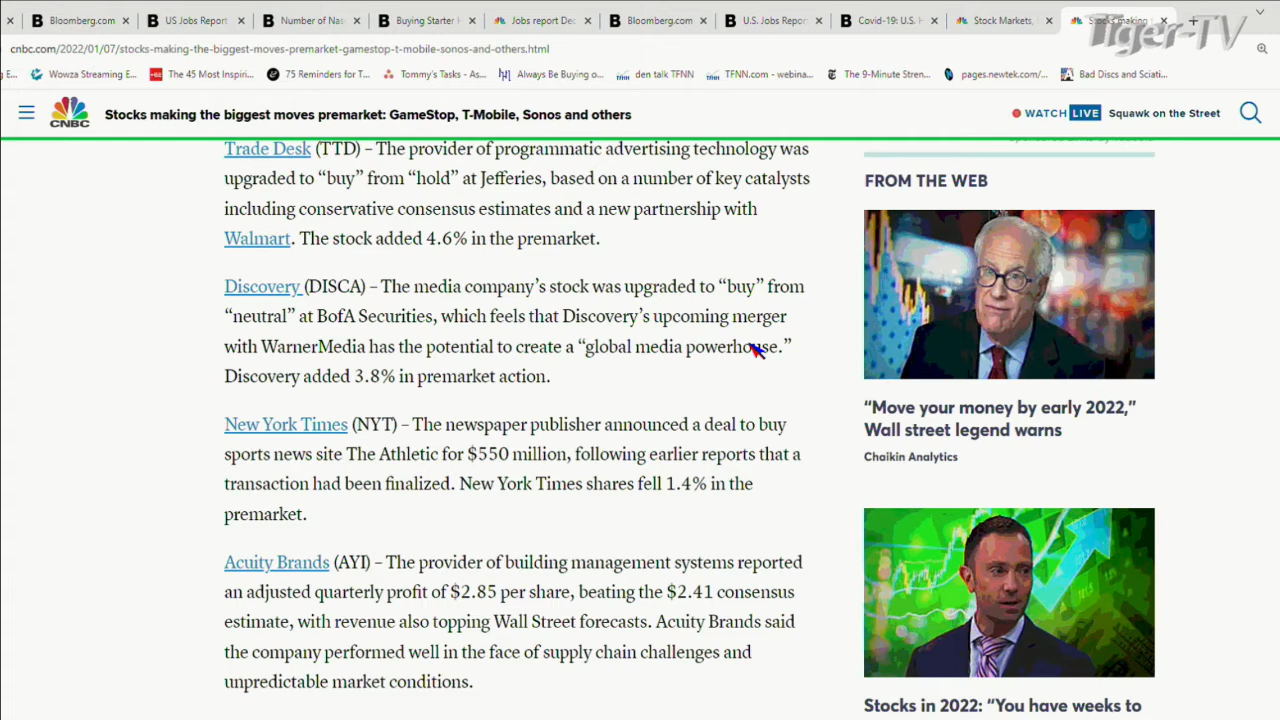 Bloomberg.com
US Jobs Report
Number of Nas
Buying Starter
Jobs report Dec
Bloomberg.com
U.S. Jobs Repor
Covid-19: U.S. H
Stock Markets,
Stocks making
Tiger-TV
cnbc.com/2022/01/07/stocks-making-the-biggest-moves-premarket-gamestop-t-mobile-sonos-and-others.html
g E...
Wowza Streaming E...
The 45 Most Inspiri...
75 Reminders for T...
Tommy's Tasks - As...
Always Be Buying o...
den talk TFNN
TFNN.com - webina...
The 9-Minute Stren...
pages.newtek.com/...
Bad Discs and Sciati...
CNBC
Stocks making the biggest moves premarket: GameStop, T-Mobile, Sonos and others
WATCH LIVE Squawk on the Street
Trade Desk (TTD) – The provider of programmatic advertising technology was
upgraded to “buy” from “hold” at Jefferies, based on a number of key catalysts
including conservative consensus estimates and a new partnership with
Walmart. The stock added 4.6% in the premarket.
Discovery (DISCA) – The media company’s stock was upgraded to “buy” from
“neutral” at BofA Securities, which feels that Discovery’s upcoming merger
with WarnerMedia has the potential to create a “global media powerhouse.”
Discovery added 3.8% in premarket action.
New York Times (NYT) – The newspaper publisher announced a deal to buy
sports news site The Athletic for $550 million, following earlier reports that a
transaction had been finalized. New York Times shares fell 1.4% in the
premarket.
Acuity Brands (AYI) – The provider of building management systems reported
an adjusted quarterly profit of $2.85 per share, beating the $2.41 consensus
estimate, with revenue also topping Wall Street forecasts. Acuity Brands said
the company performed well in the face of supply chain challenges and
unpredictable market conditions.
FROM THE WEB
“Move your money by early 2022,”
Wall street legend warns
Chaikin Analytics
Stocks in 2022: “You have weeks to